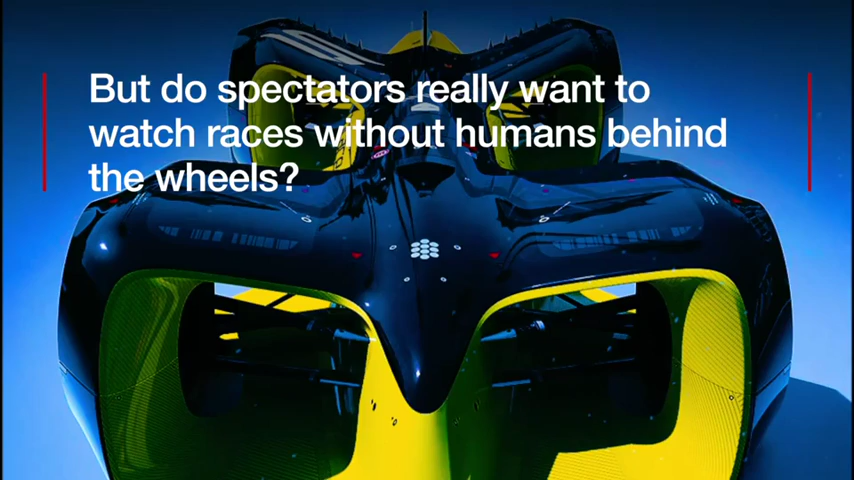 But do spectators really want to
watch races without humans behind
the wheels?